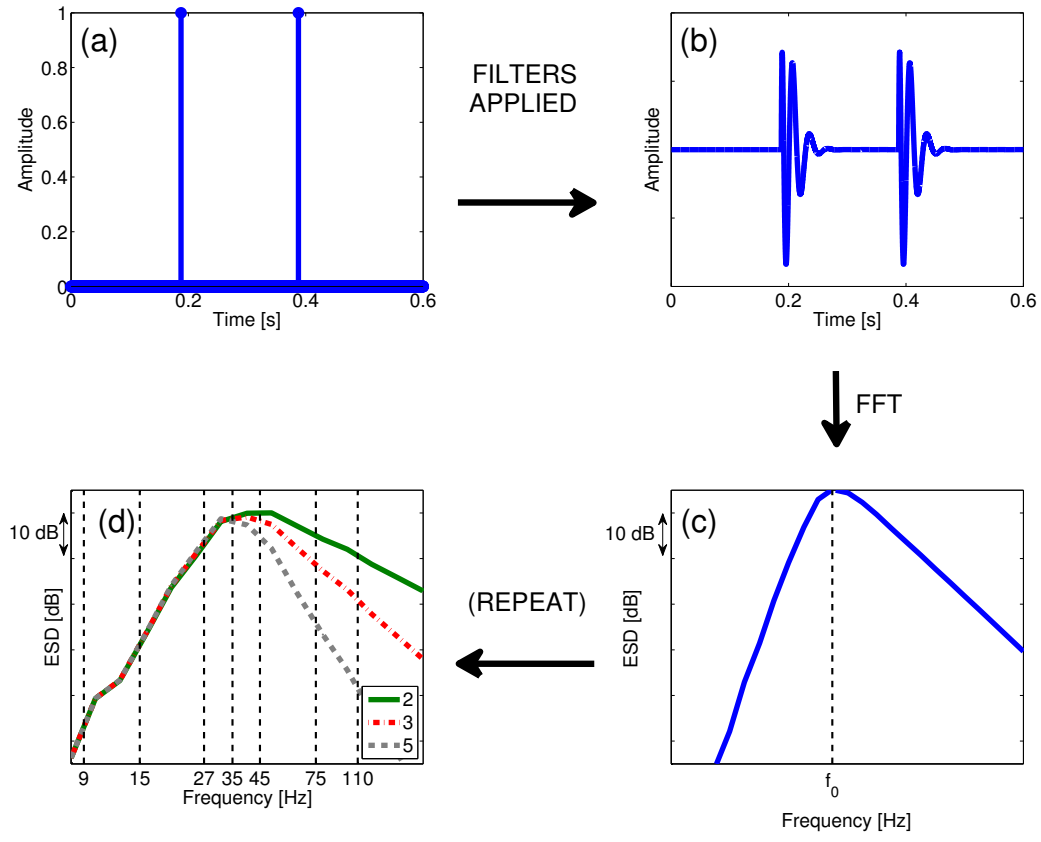 (a)
1
0.8
0.6
0.4
0.2
0
Amplitude
0 0.2 0.4 0.6
Time [s]
FILTERS
APPLIED
(b)
Amplitude
0 0.2 0.4 0.6
Time [s]
FFT
(c)
10 dB
ESD [dB]
f0
Frequency [Hz]
(REPEAT)
(d)
10 dB
ESD [dB]
2
3
5
9 15 27 35 45 75 110
Frequency [Hz]